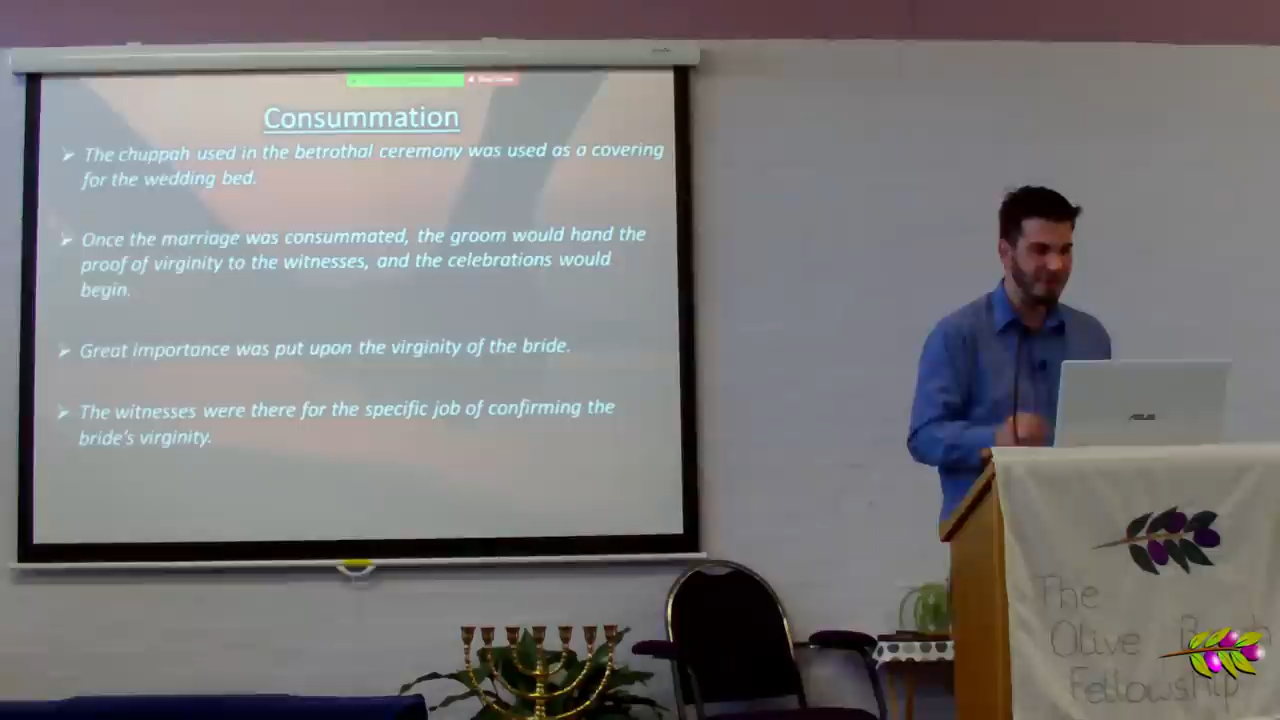 Consummation
The chuppah used in the betrothal ceremony was used as a covering
for the wedding bed.
Once the marriage was consummated, the groom would hand the
proof of virginity to the witnesses, and the celebrations would
begin.
Great importance was put upon the virginity of the bride.
The witnesses were there for the specific job of confirming the
bride's virginity.
ASUS
The
Olive
Fellowship